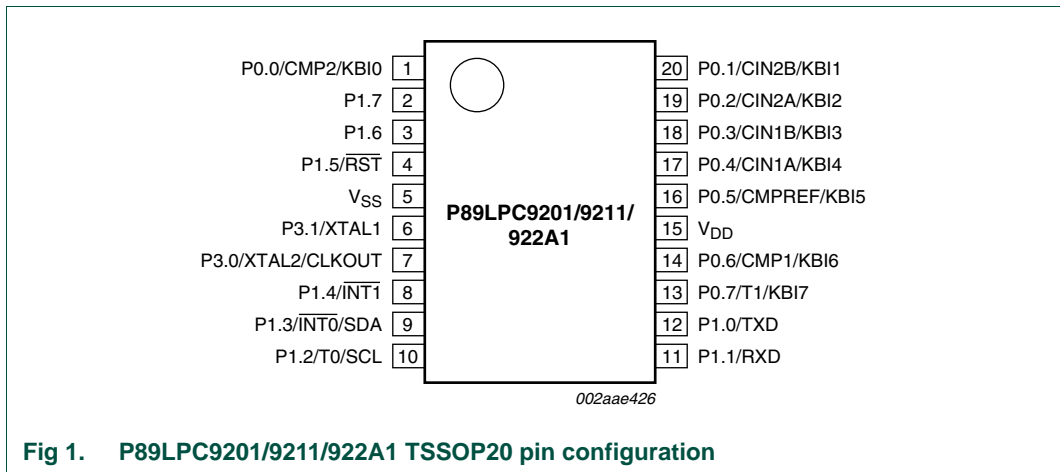 P0.0/CMP2/KBI0 1
P1.7 2
P1.6 3
P1.5/R̅S̅T̅ 4
VSS 5
P3.1/XTAL1 6
P3.0/XTAL2/CLKOUT 7
P1.4/I̅N̅T̅1̅ 8
P1.3/I̅N̅T̅0̅/SDA 9
P1.2/T0/SCL 10
P89LPC9201/9211/
922A1
20 P0.1/CIN2B/KBI1
19 P0.2/CIN2A/KBI2
18 P0.3/CIN1B/KBI3
17 P0.4/CIN1A/KBI4
16 P0.5/CMPREF/KBI5
15 VDD
14 P0.6/CMP1/KBI6
13 P0.7/T1/KBI7
12 P1.0/TXD
11 P1.1/RXD
002aae426
Fig 1. P89LPC9201/9211/922A1 TSSOP20 pin configuration